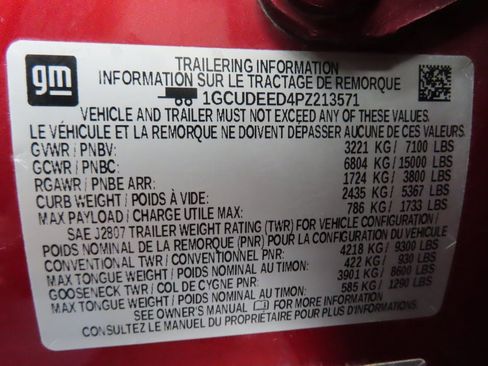 gm
TRAILERING INFORMATION
INFORMATION SUR LE TRACTAGE DE REMORQUE
1GCUDEED4PZ213571
VEHICLE AND TRAILER MUST NOT EXCEED ANY OF THESE VALUES.
LE VÉHICULE ET LA REMORQUE NE DOIVENT DÉPASSER AUCUNE DE CES VALEURS.
GVWR / PNBV: 3221 KG / 7100 LBS
GCWR / PNBC: 6804 KG / 15000 LBS
RGAWR / PNBE ARR: 1724 KG / 3800 LBS
CURB WEIGHT / POIDS À VIDE: 2435 KG / 5367 LBS
MAX PAYLOAD / CHARGE UTILE MAX: 786 KG / 1733 LBS
SAE J2807 TRAILER WEIGHT RATING (TWR) FOR VEHICLE CONFIGURATION/
POIDS NOMINAL DE LA REMORQUE (PNR) POUR LA CONFIGURATION DU VÉHICULE
CONVENTIONAL TWR / CONVENTIONNEL PNR: 4218 KG / 9300 LBS
MAX TONGUE WEIGHT / POIDS NOMINAL AU TIMON: 422 KG / 930 LBS
GOOSENECK TWR / COL DE CYGNE PNR: 3901 KG / 8600 LBS
MAX TONGUE WEIGHT / POIDS NOMINAL AU TIMON: 585 KG / 1290 LBS
SEE OWNER'S MANUAL FOR MORE INFORMATION
CONSULTEZ LE MANUEL DU PROPRIÉTAIRE POUR PLUS D'INFORMATION